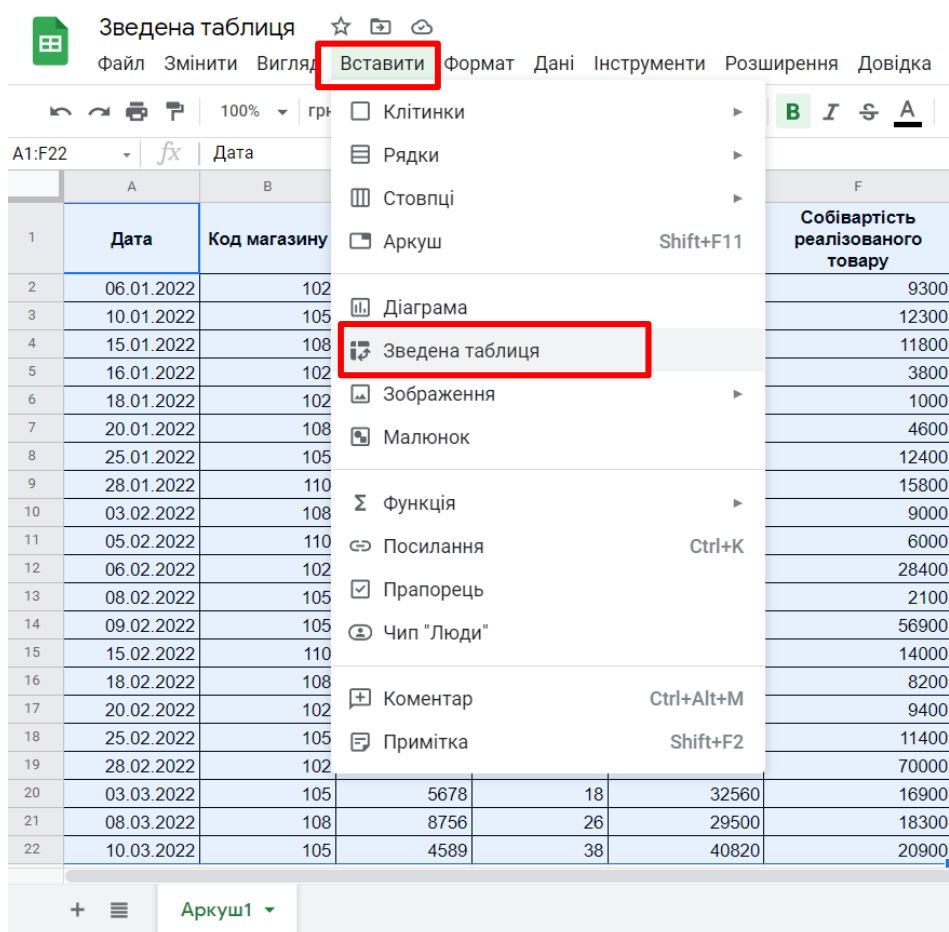 Зведена таблиця
Файл Змінити Вигляд Вставити Формат Дані Інструменти Розширення Довідка
100% грн B I S A
A1:F22 fx Дата
A B F
1 Дата Код магазину Собівартість реалізованого товару
Клітинки
Рядки
Стовпці
Аркуш Shift+F11
Діаграма
Зведена таблиця
Зображення
Малюнок
Σ Функція
Посилання Ctrl+K
Прапорець
Чип "Люди"
Коментар Ctrl+Alt+M
Примітка Shift+F2
2 06.01.2022 102 9300
3 10.01.2022 105 12300
4 15.01.2022 108 11800
5 16.01.2022 102 3800
6 18.01.2022 102 1000
7 20.01.2022 108 4600
8 25.01.2022 105 12400
9 28.01.2022 110 15800
10 03.02.2022 108 9000
11 05.02.2022 110 6000
12 06.02.2022 102 28400
13 08.02.2022 105 2100
14 09.02.2022 105 56900
15 15.02.2022 110 14000
16 18.02.2022 108 8200
17 20.02.2022 102 9400
18 25.02.2022 105 11400
19 28.02.2022 102 70000
20 03.03.2022 105 5678 18 32560 16900
21 08.03.2022 108 8756 26 29500 18300
22 10.03.2022 105 4589 38 40820 20900
Аркуш1